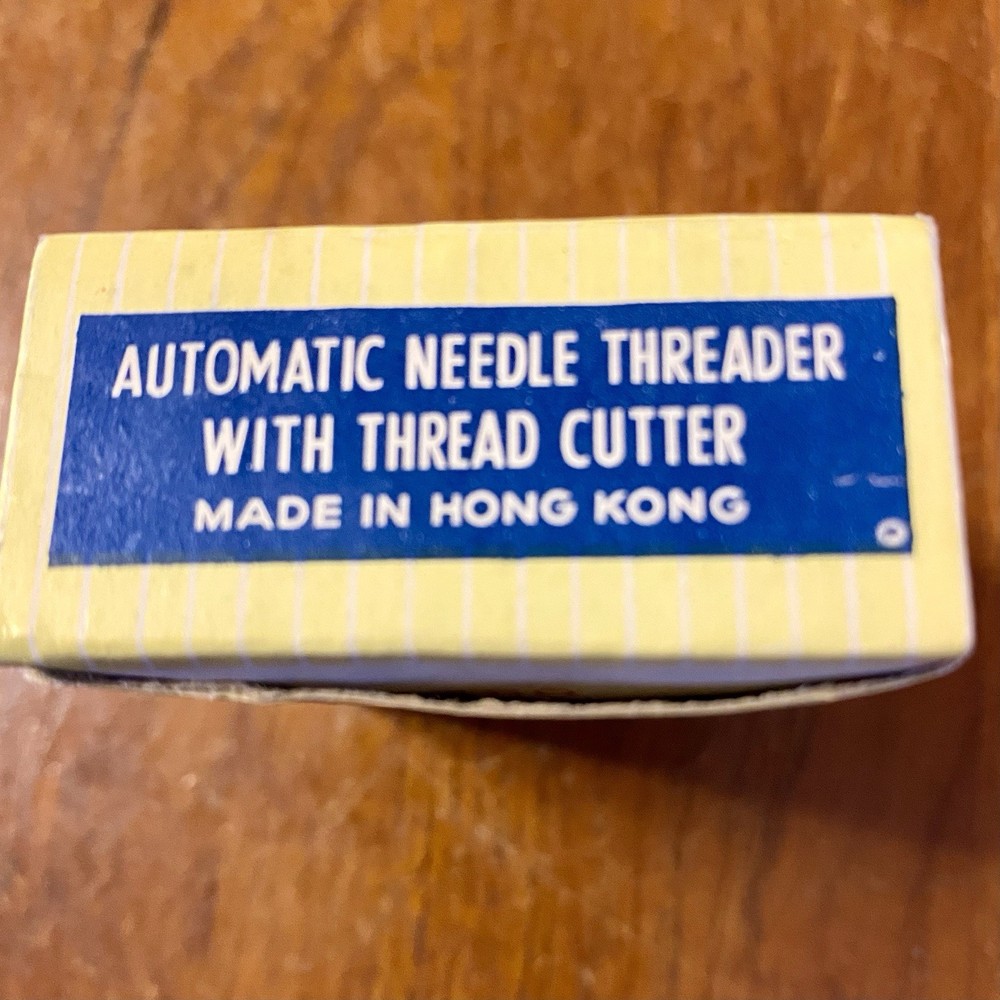 AUTOMATIC NEEDLE THREADER
WITH THREAD CUTTER
MADE IN HONG KONG